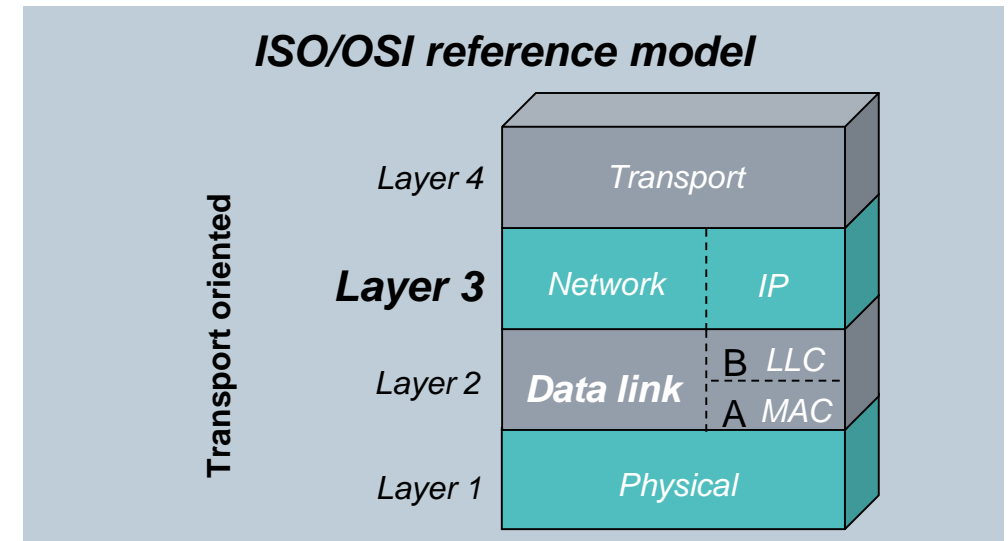 ISO/OSI reference model
Transport oriented
Layer 4 Transport
Layer 3 Network IP
Layer 2 Data link B LLC
A MAC
Layer 1 Physical